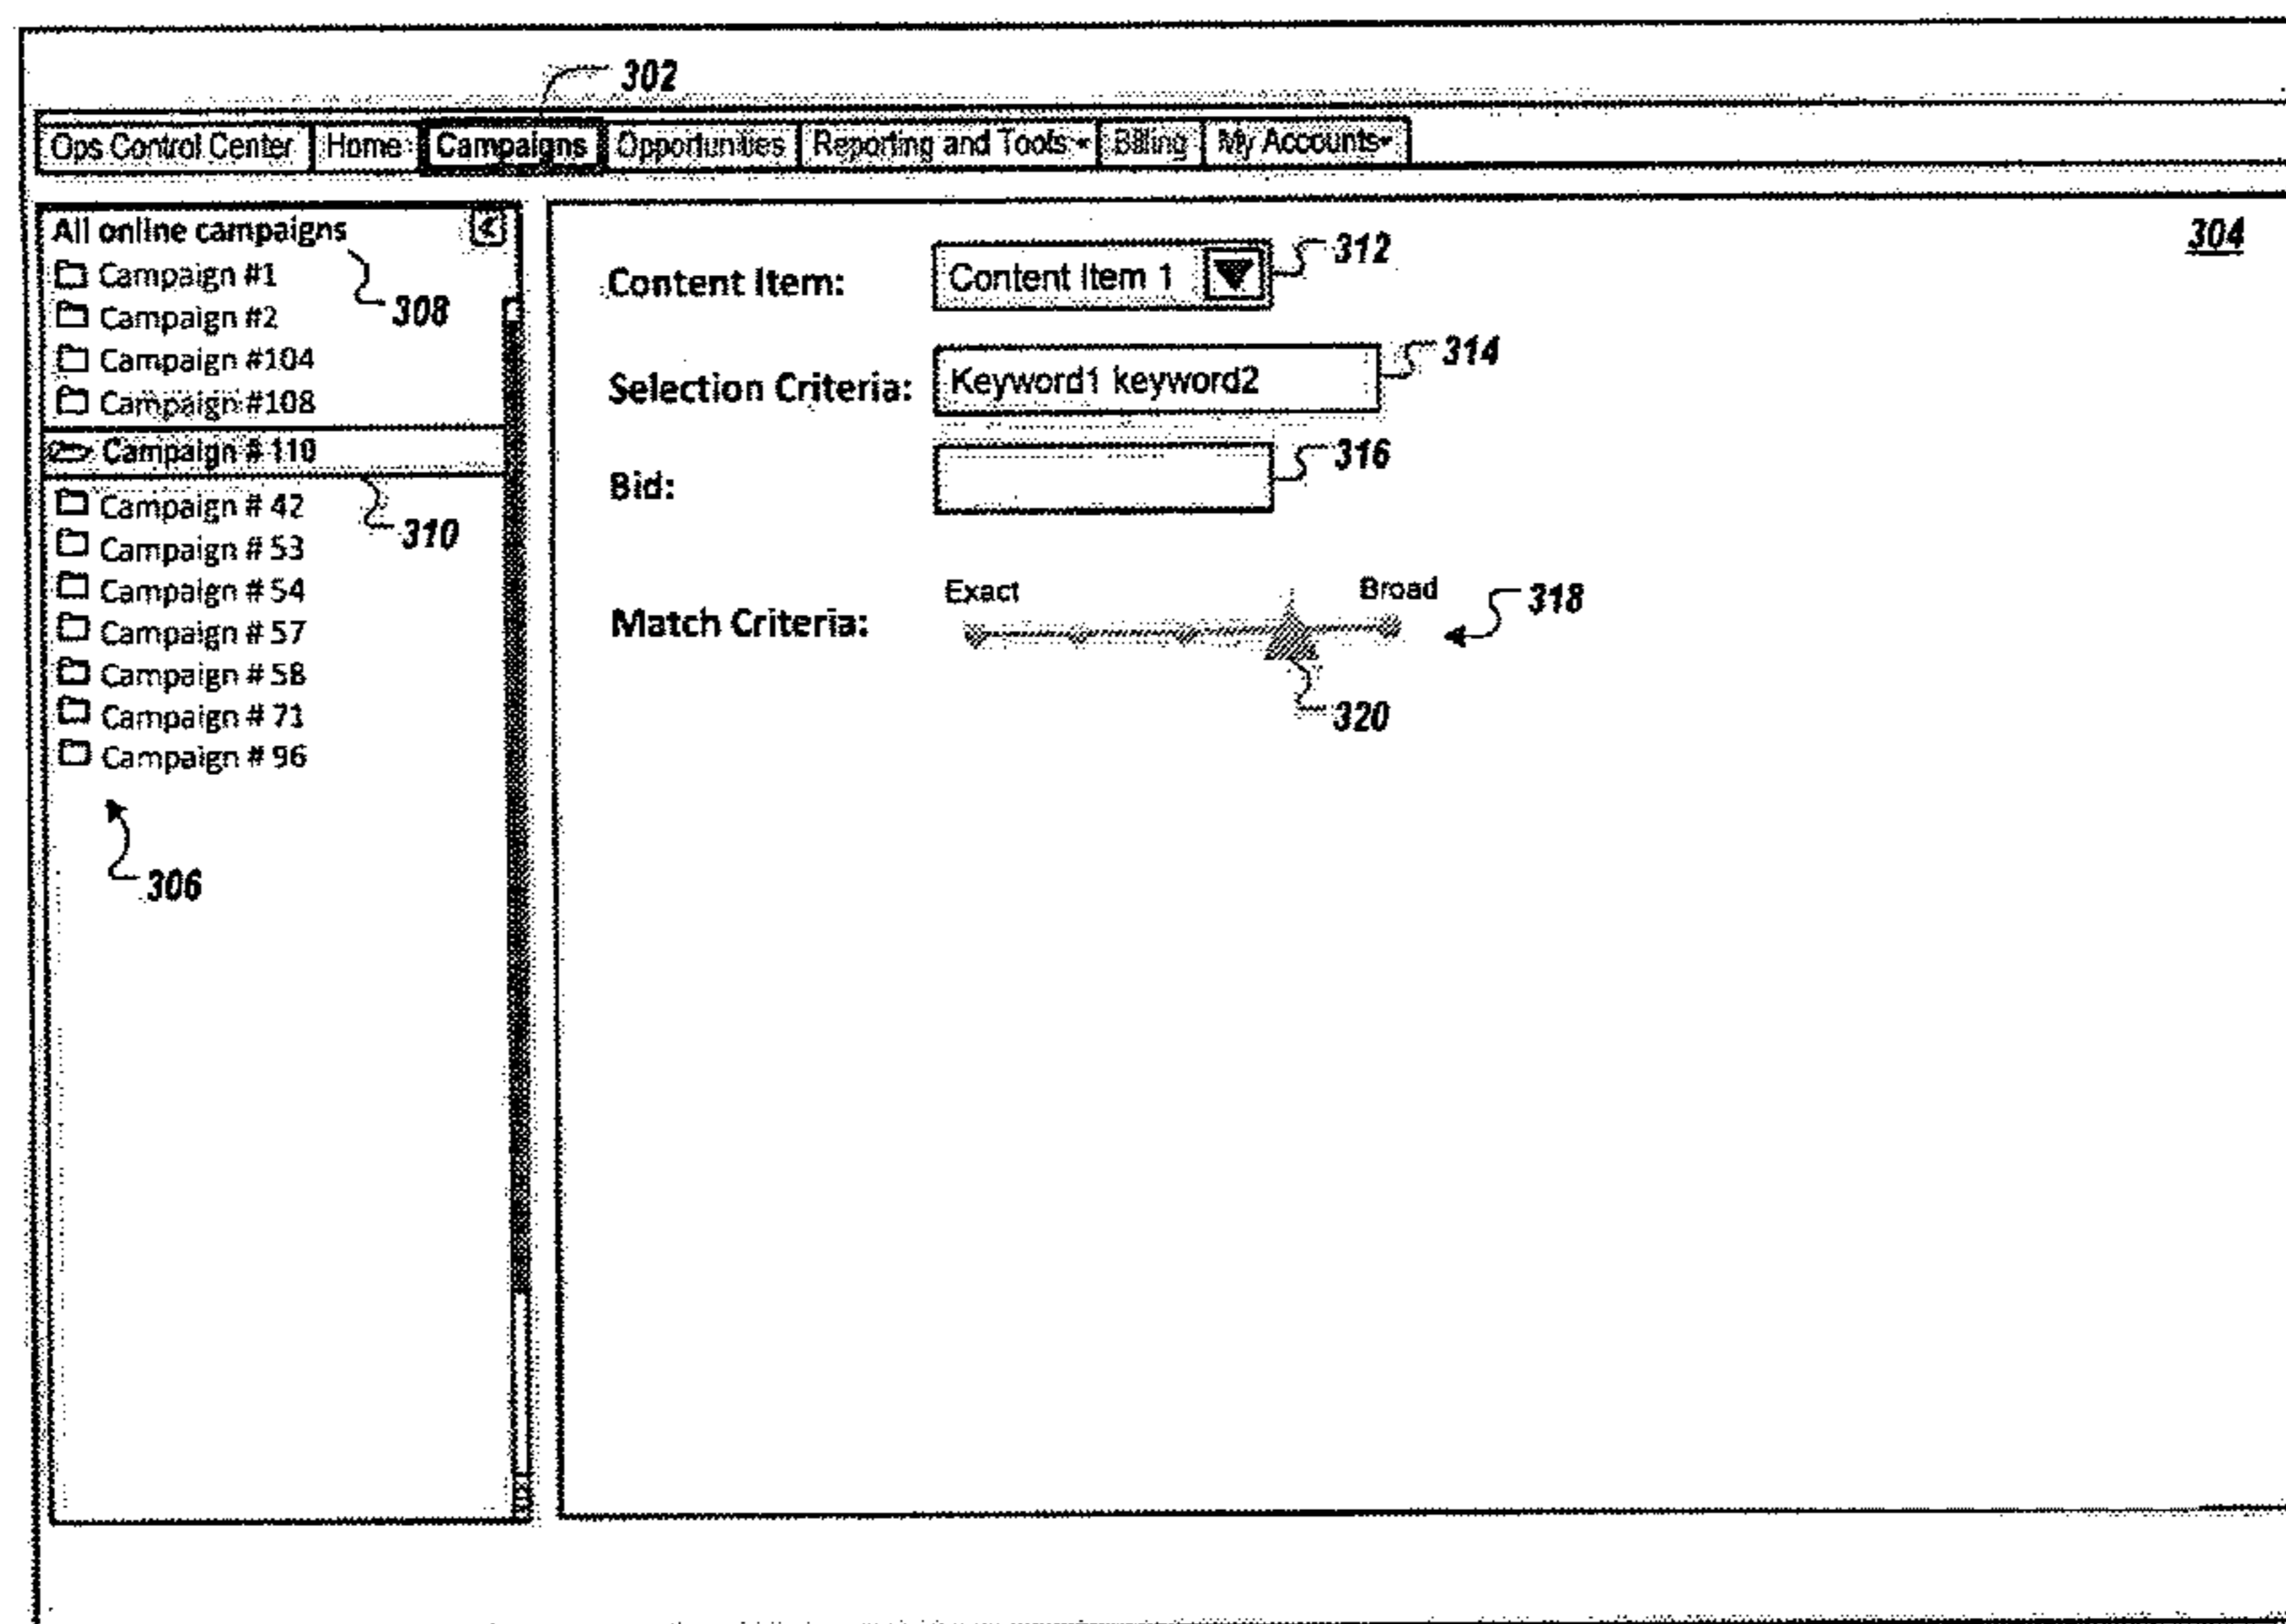 302
Ops Control Center Home Campaigns Opportunities Reporting and Tools Billing My Accounts
All online campaigns
Campaign #1
308
Campaign #2
Campaign #104
Campaign #108
Campaign # 110
310
Campaign # 42
Campaign # 53
Campaign # 54
Campaign # 57
Campaign # 58
Campaign # 71
Campaign # 96
306
304
Content Item: Content Item 1 312
Selection Criteria: Keyword1 keyword2 314
Bid: 316
Exact Broad
Match Criteria: 318
320